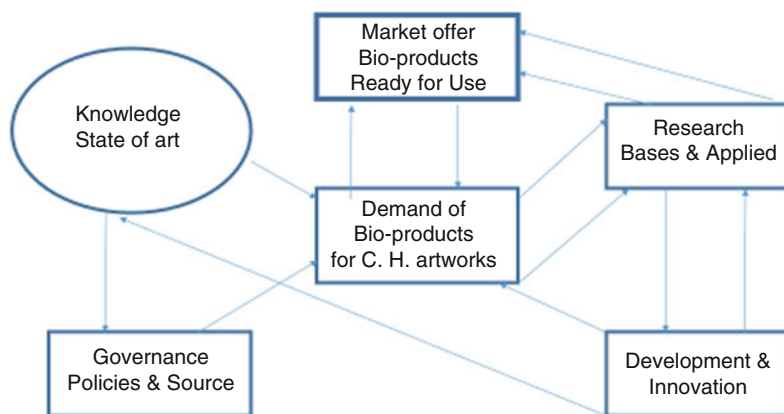 Market offer
Bio-products
Ready for Use
Knowledge
State of art
Research
Bases & Applied
Demand of
Bio-products
for C. H. artworks
Governance
Policies & Source
Development &
Innovation